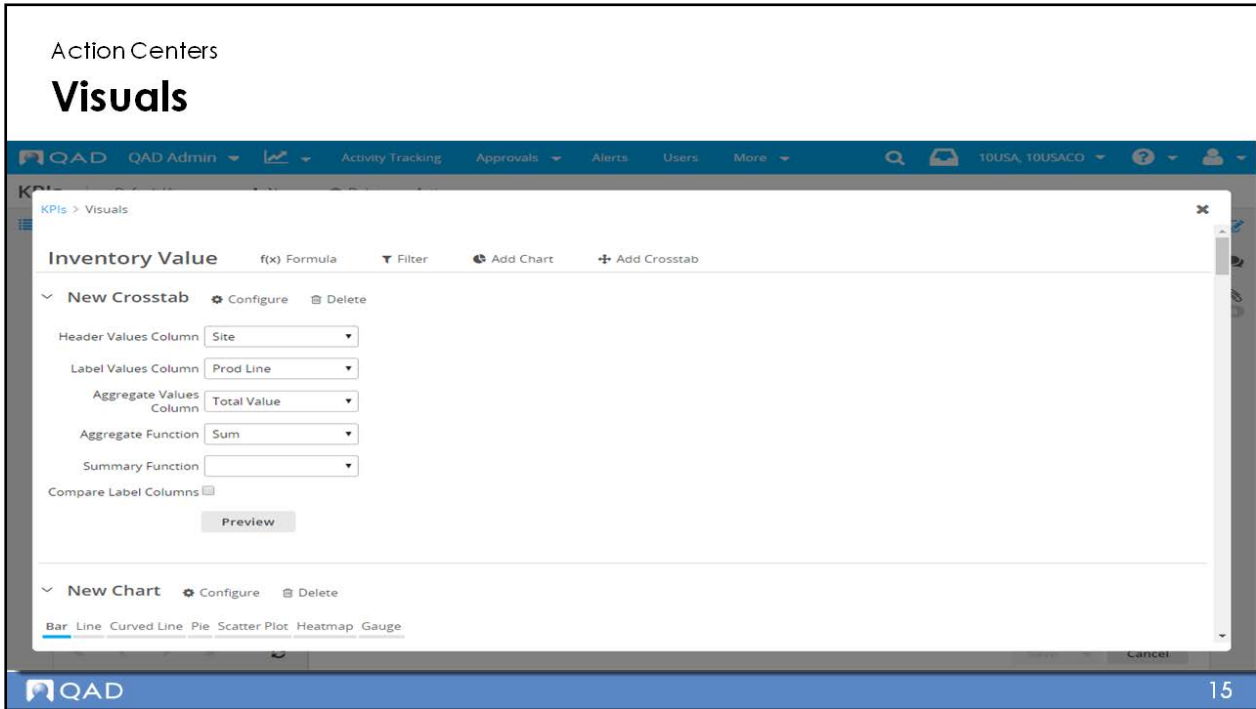 Action Centers
Visuals
QAD QAD Admin Activity Tracking Approvals Alerts Users More 10USA, 10USACO
KPIs > Visuals
Inventory Value f(x) Formula Filter Add Chart Add Crosstab
New Crosstab Configure Delete
Header Values Column Site
Label Values Column Prod Line
Aggregate Values
Column Total Value
Aggregate Function Sum
Summary Function
Compare Label Columns
Preview
New Chart Configure Delete
Bar Line Curved Line Pie Scatter Plot Heatmap Gauge
Cancel
QAD 15